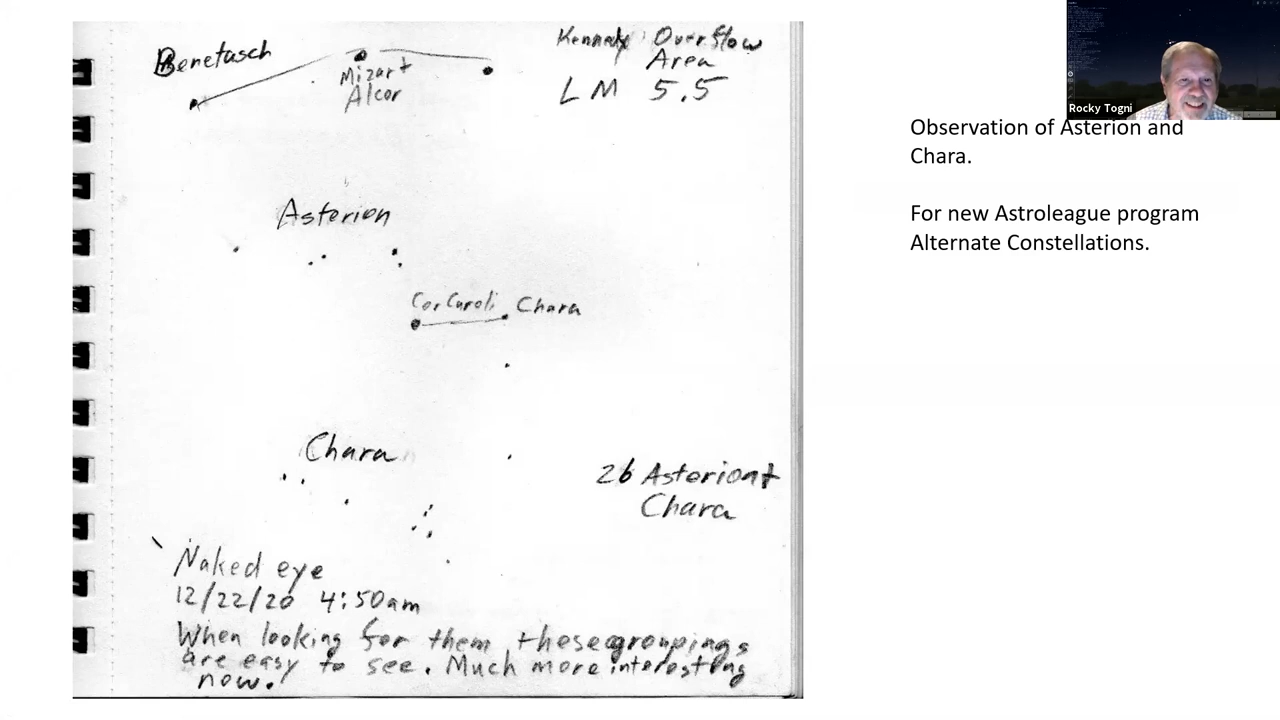 Benetasch
Mizar +
Alcor
Kennedy Overflow
Area
LM 5.5
Asterion
Cor Caroli Chara
Chara
26 Asterion +
Chara
Naked eye
12/22/20 4:50am
When looking for them these groupings
are easy to see. Much more interesting
now.
Rocky Togni
Observation of Asterion and
Chara.
For new Astroleague program
Alternate Constellations.